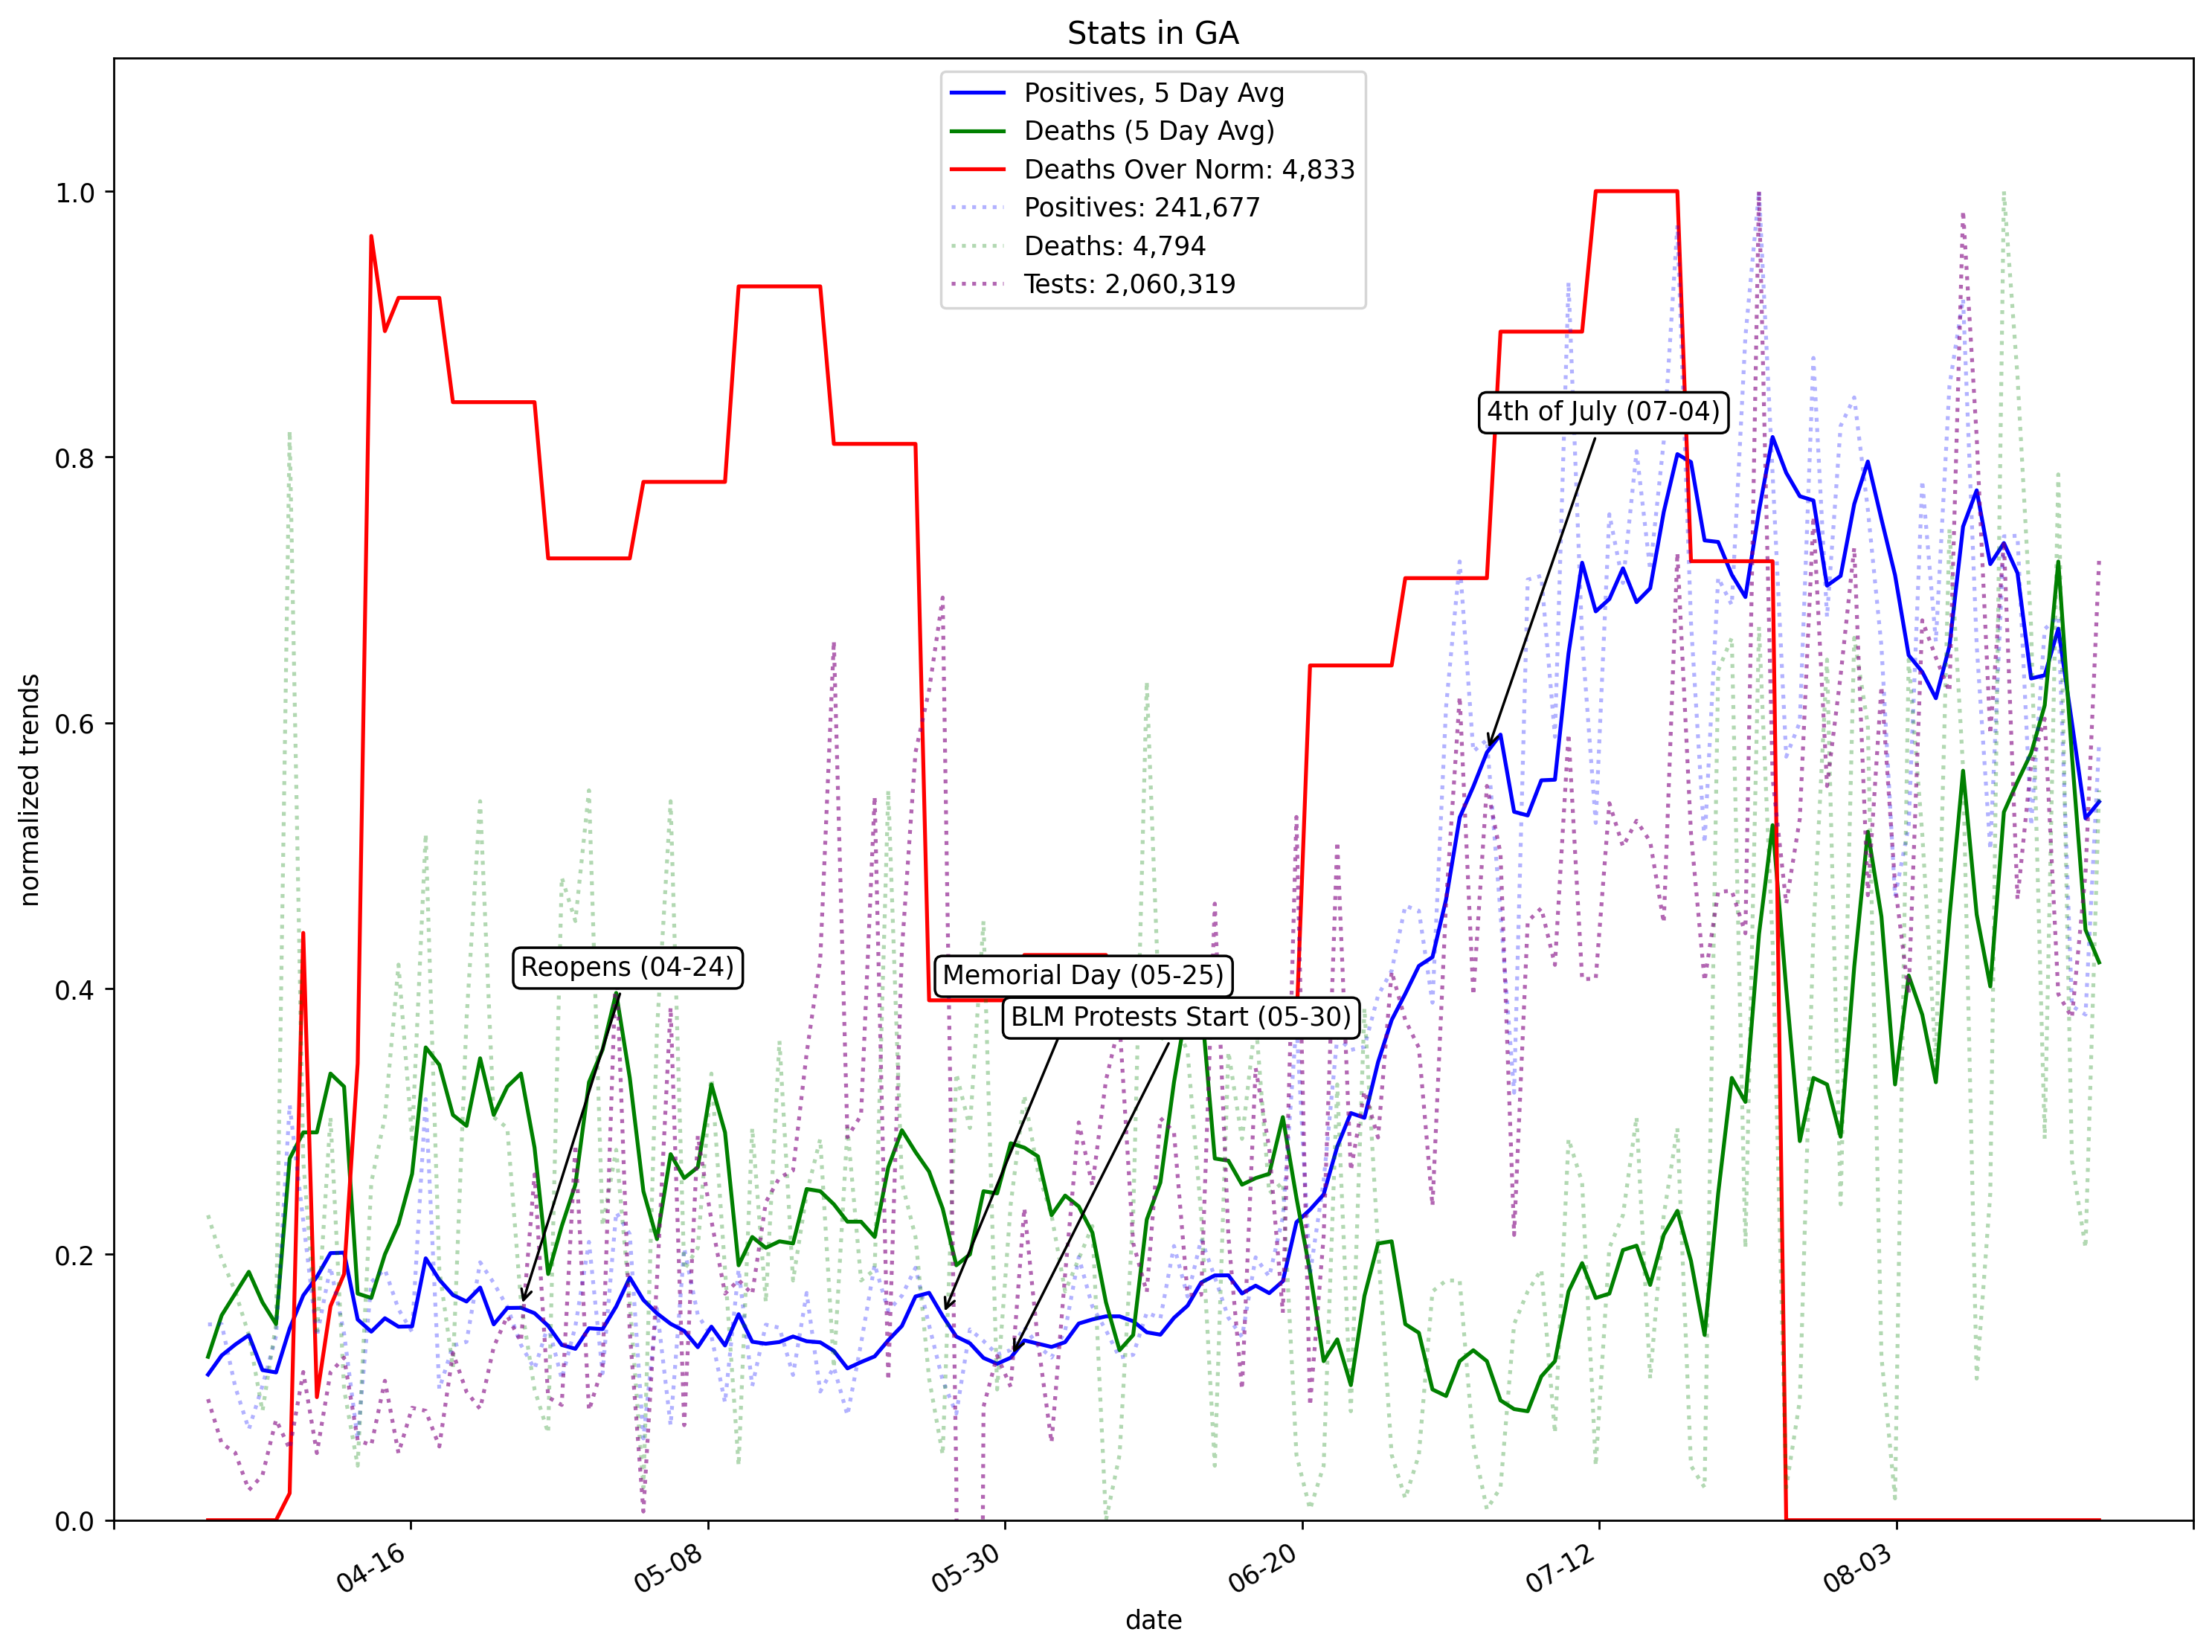 Stats in GA
Positives, 5 Day Avg
Deaths (5 Day Avg)
Deaths Over Norm: 4,833
Positives: 241,677
Deaths: 4,794
Tests: 2,060,319
1.0
0.8
0.6
0.4
0.2
0.0
normalized trends
4th of July (07-04)
Reopens (04-24)
Memorial Day (05-25)
BLM Protests Start (05-30)
04-16
05-08
05-30
06-20
07-12
08-03
date